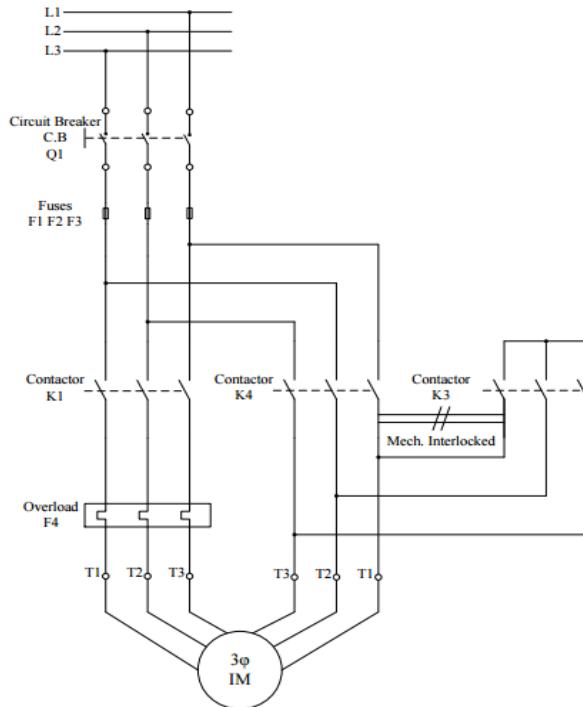 L1
L2
L3
Circuit Breaker
C.B
Q1
Fuses
F1 F2 F3
Contactor
K1
Contactor
K4
Contactor
K3
Mech. Interlocked
Overload
F4
T1
T2
T3
T3
T2
T1
3φ
IM